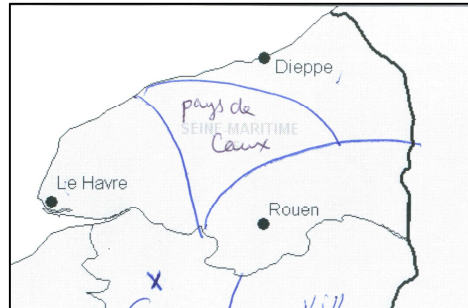 Dieppe
pays de
SEINE-MARITIME
Caux
Le Havre
Rouen
x